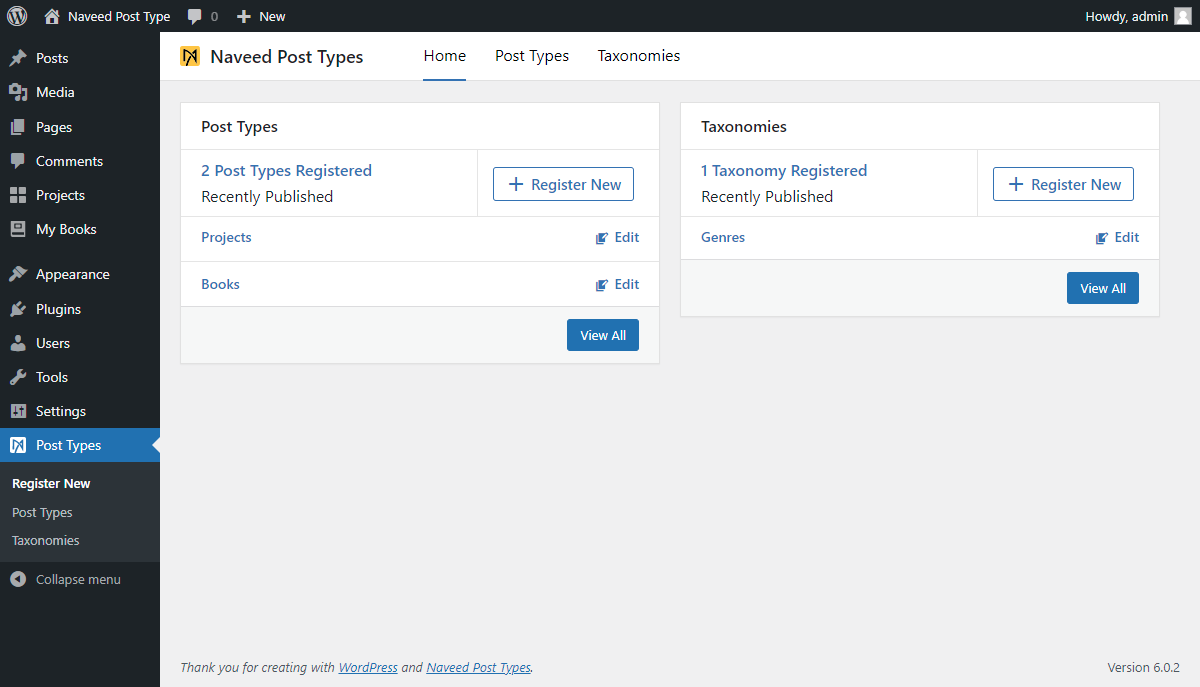 Naveed Post Type 0 New Howdy, admin
Posts
Media
Pages
Comments
Projects
My Books
Appearance
Plugins
Users
Tools
Settings
Post Types
Register New
Post Types
Taxonomies
Collapse menu
Naveed Post Types Home Post Types Taxonomies
Post Types
2 Post Types Registered
Recently Published
Register New
Projects Edit
Books Edit
View All
Taxonomies
1 Taxonomy Registered
Recently Published
Register New
Genres Edit
View All
Thank you for creating with WordPress and Naveed Post Types. Version 6.0.2